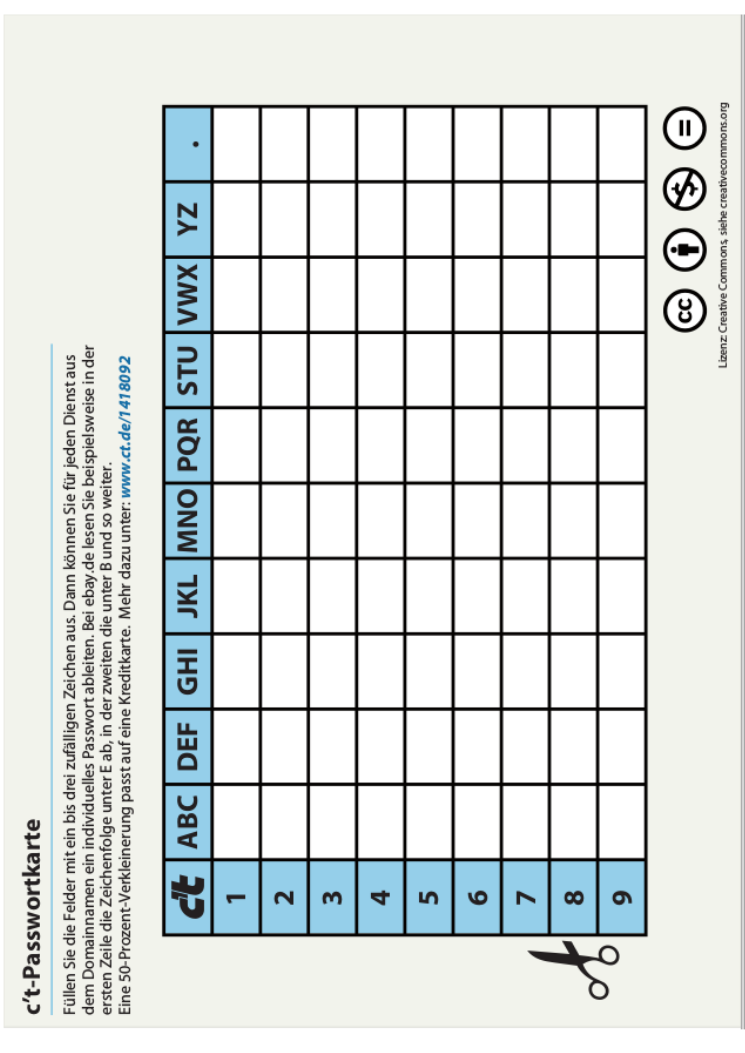 c't-Passwortkarte
Füllen Sie die Felder mit ein bis drei zufälligen Zeichen aus. Dann können Sie für jeden Dienst aus
dem Domainnamen ein individuelles Passwort ableiten. Bei ebay.de lesen Sie beispielsweise in der
ersten Zeile die Zeichenfolge unter E ab, in der zweiten die unter B und so weiter.
Eine 50-Prozent-Verkleinerung passt auf eine Kreditkarte. Mehr dazu unter: www.ct.de/1418092
c't ABC DEF GHI JKL MNO PQR STU VWX YZ .
1
2
3
4
5
6
7
8
9
cc $ =
Lizenz: Creative Commons, siehe creativecommons.org